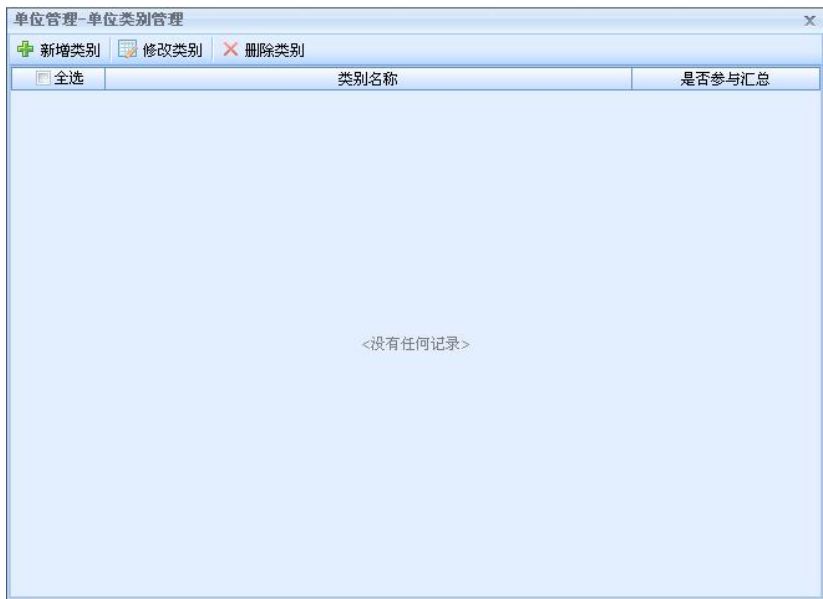 单位管理-单位类别管理 x
新增类别 修改类别 删除类别
全选 类别名称 是否参与汇总
<没有任何记录>